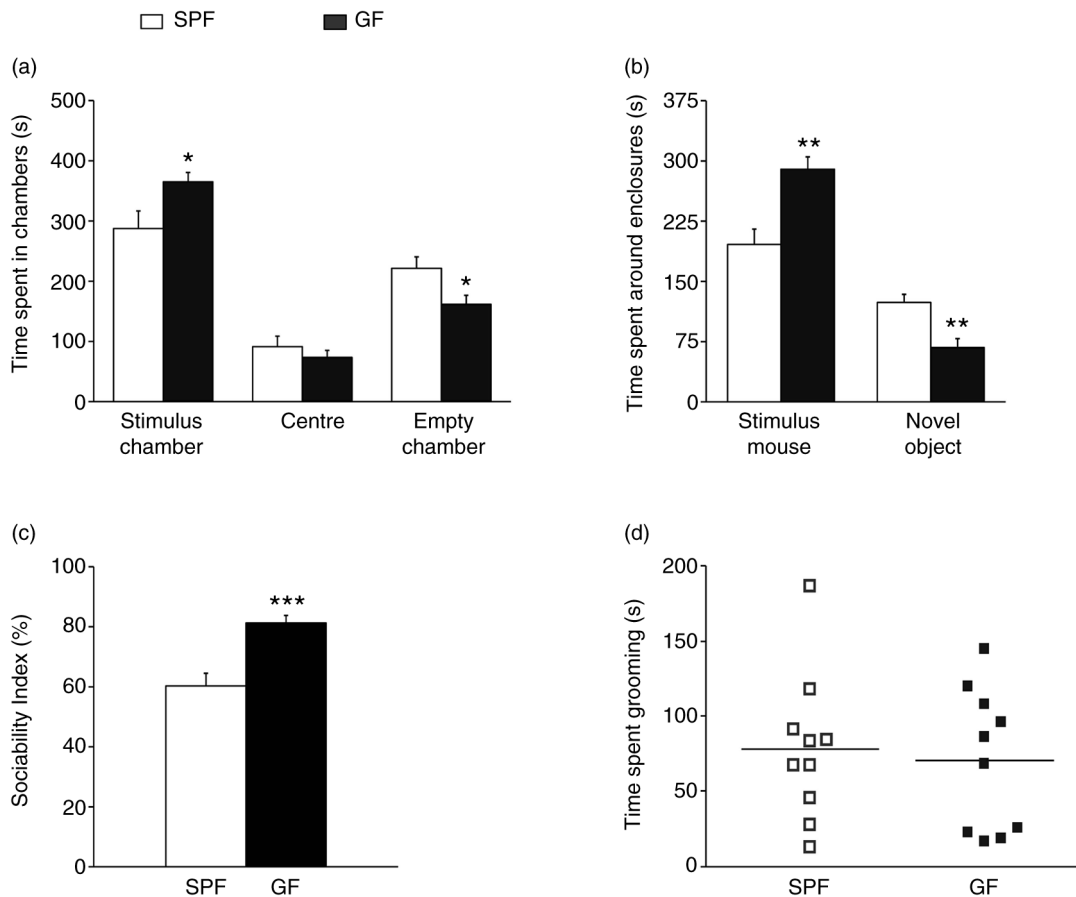 SPF GF
(a)
Time spent in chambers (s)
500
400
300
200
100
0
*
*
Stimulus chamber
Centre
Empty chamber
(b)
Time spent around enclosures (s)
375
300
225
150
75
0
**
**
Stimulus mouse
Novel object
(c)
Sociability Index (%)
100
80
60
40
20
0
***
SPF GF
(d)
Time spent grooming (s)
200
150
100
50
0
SPF GF